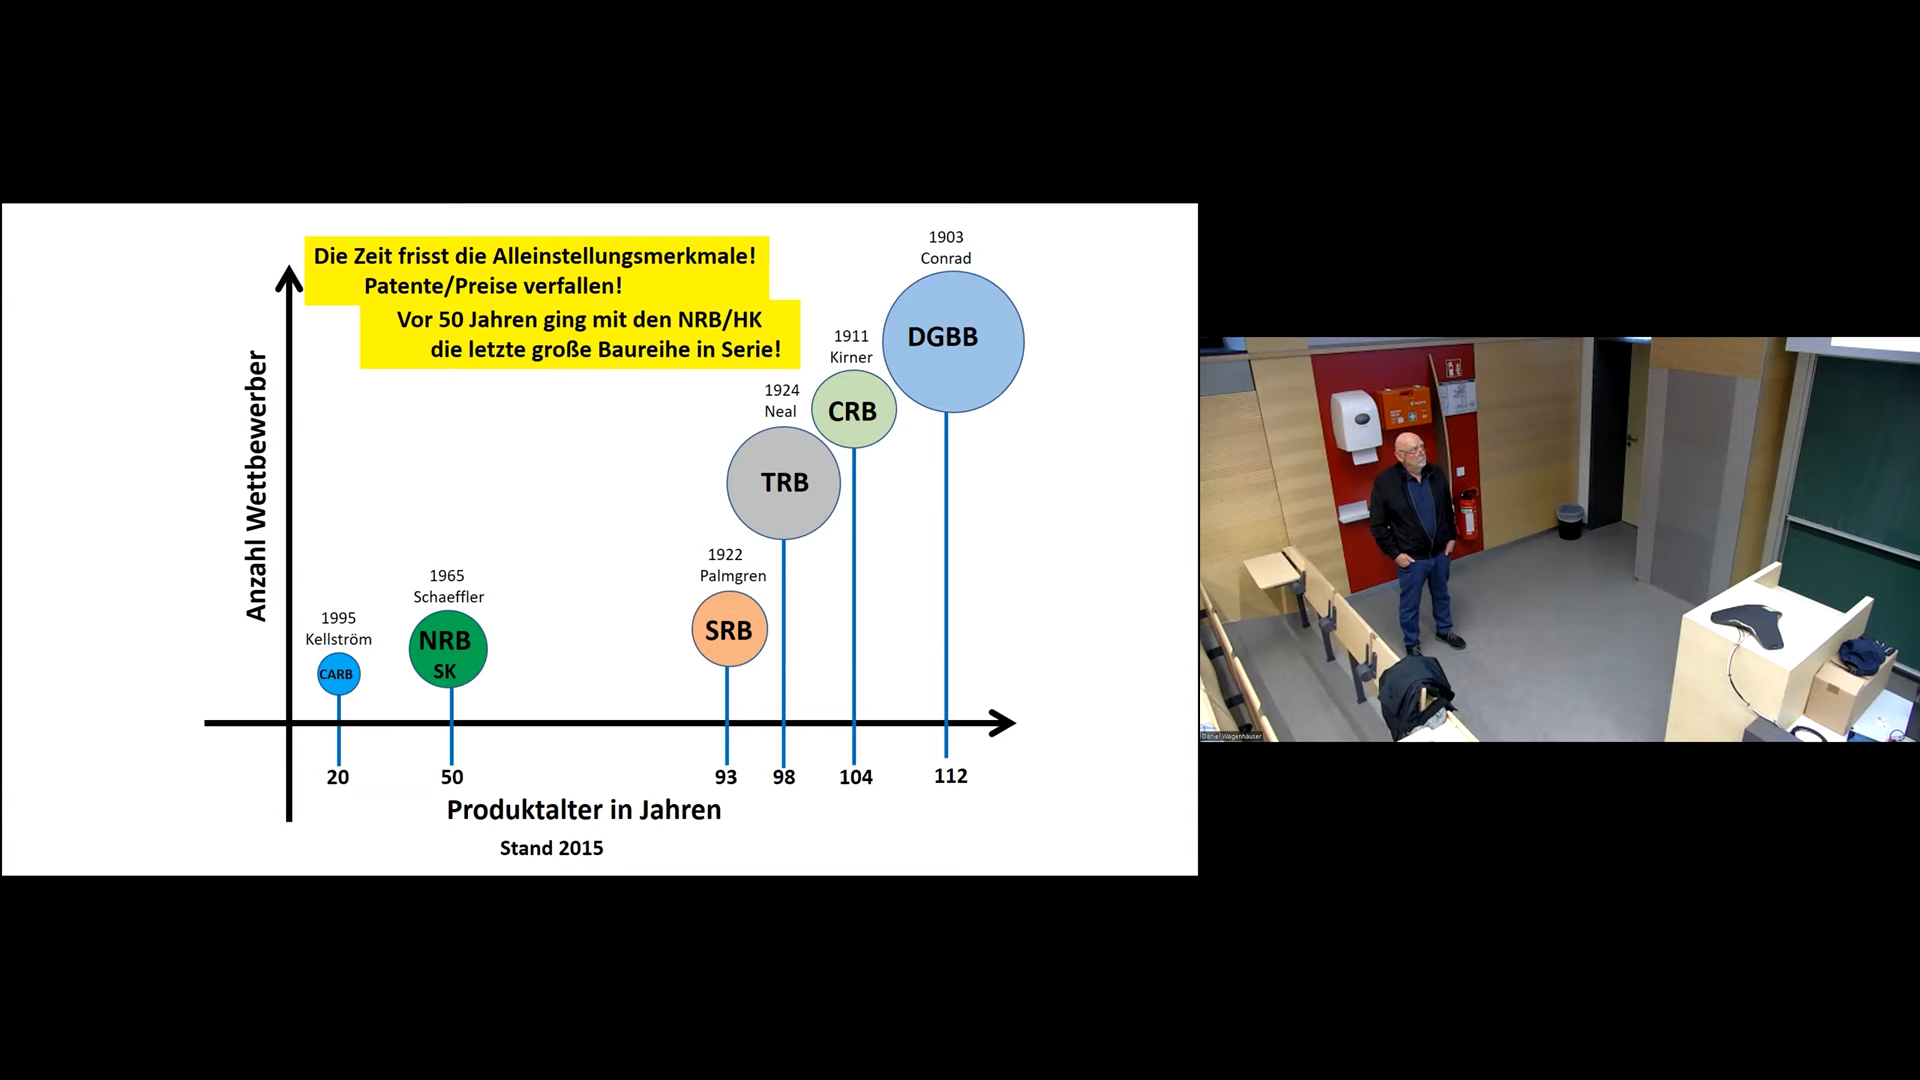 Die Zeit frisst die Alleinstellungsmerkmale!
Patente/Preise verfallen!
Vor 50 Jahren ging mit den NRB/HK
die letzte große Baureihe in Serie!
Anzahl Wettbewerber
1995
Kellström
CARB
1965
Schaeffler
NRB
SK
1922
Palmgren
SRB
1924
Neal
TRB
1911
Kirner
CRB
1903
Conrad
DGBB
20
50
93
98
104
112
Produktalter in Jahren
Stand 2015
Daniel Wagenhäuser